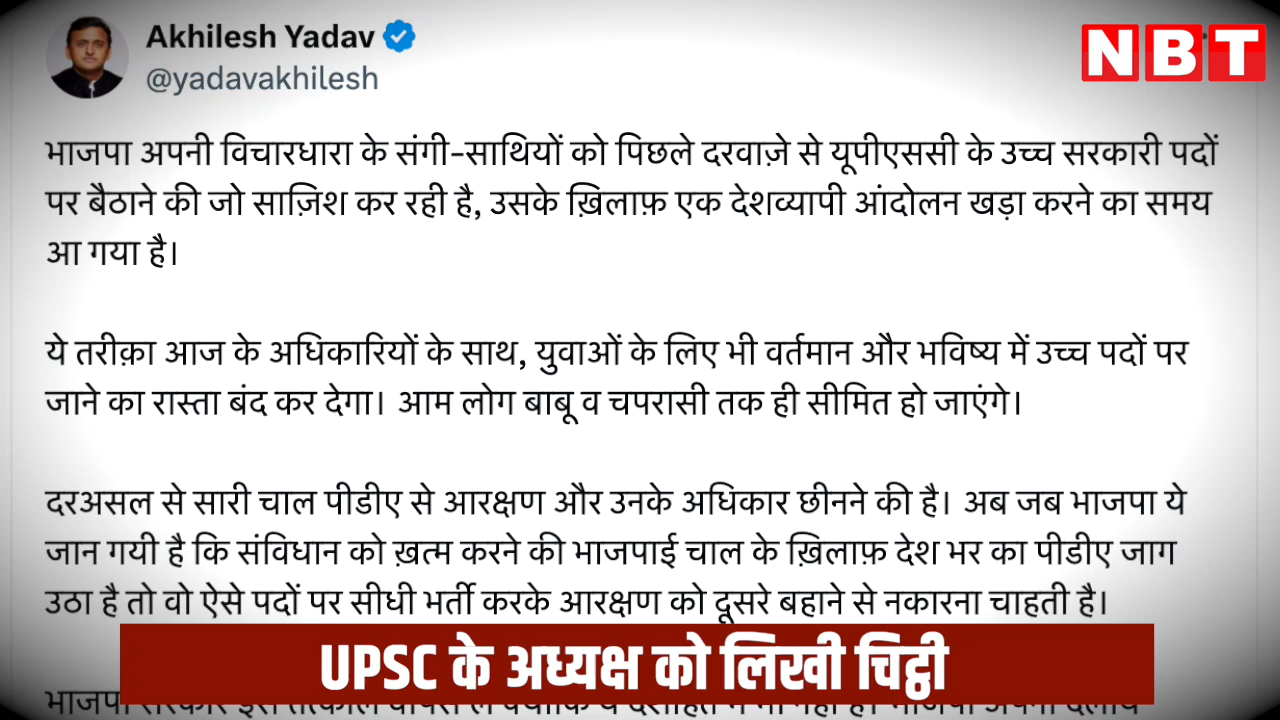 Akhilesh Yadav
@yadavakhilesh
NBT
भाजपा अपनी विचारधारा के संगी-साथियों को पिछले दरवाज़े से यूपीएससी के उच्च सरकारी पदों
पर बैठाने की जो साज़िश कर रही है, उसके ख़िलाफ़ एक देशव्यापी आंदोलन खड़ा करने का समय
आ गया है।
ये तरीक़ा आज के अधिकारियों के साथ, युवाओं के लिए भी वर्तमान और भविष्य में उच्च पदों पर
जाने का रास्ता बंद कर देगा। आम लोग बाबू व चपरासी तक ही सीमित हो जाएंगे।
दरअसल से सारी चाल पीडीए से आरक्षण और उनके अधिकार छीनने की है। अब जब भाजपा ये
जान गयी है कि संविधान को ख़त्म करने की भाजपाई चाल के ख़िलाफ़ देश भर का पीडीए जाग
उठा है तो वो ऐसे पदों पर सीधी भर्ती करके आरक्षण को दूसरे बहाने से नकारना चाहती है।
UPSC के अध्यक्ष को लिखी चिट्ठी